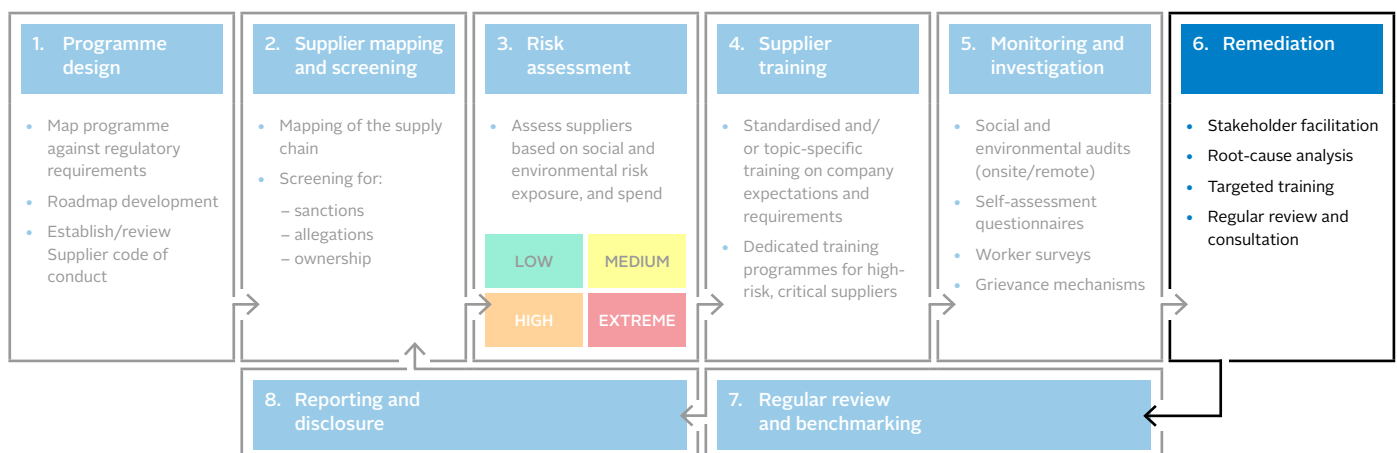 1. Programme
design
• Map programme
against regulatory
requirements
• Roadmap development
• Establish/review
Supplier code of
conduct
2. Supplier mapping
and screening
• Mapping of the supply
chain
• Screening for:
– sanctions
– allegations
– ownership
3. Risk
assessment
• Assess suppliers
based on social and
environmental risk
exposure, and spend
LOW
MEDIUM
HIGH
EXTREME
4. Supplier
training
• Standardised and/
or topic-specific
training on company
expectations and
requirements
• Dedicated training
programmes for high-
risk, critical suppliers
5. Monitoring and
investigation
• Social and
environmental audits
(onsite/remote)
• Self-assessment
questionnaires
• Worker surveys
• Grievance mechanisms
6. Remediation
• Stakeholder facilitation
• Root-cause analysis
• Targeted training
• Regular review and
consultation
7. Regular review
and benchmarking
8. Reporting and
disclosure